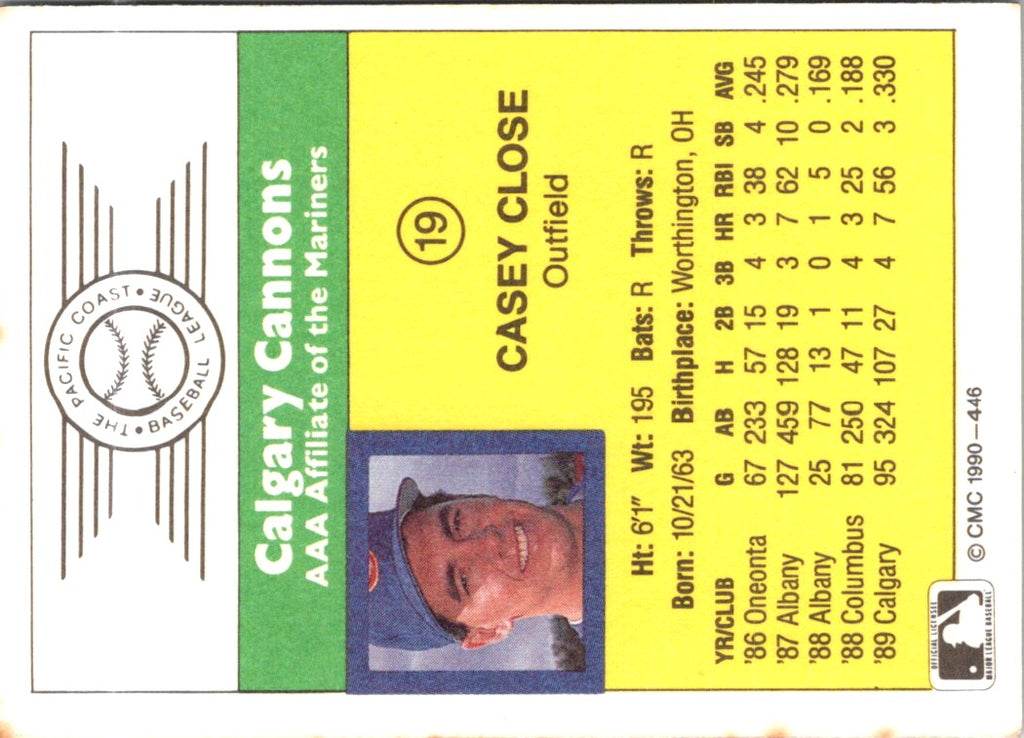 THE PACIFIC COAST • BASEBALL LEAGUE •
Calgary Cannons
AAA Affiliate of the Mariners
19
CASEY CLOSE
Outfield
Ht: 6'1" Wt: 195 Bats: R Throws: R
Born: 10/21/63 Birthplace: Worthington, OH
YR/CLUB G AB H 2B 3B HR RBI SB AVG
'86 Oneonta 67 233 57 15 4 3 38 4 .245
'87 Albany 127 459 128 19 3 7 62 10 .279
'88 Albany 25 77 13 1 0 1 5 0 .169
'88 Columbus 81 250 47 11 4 3 25 2 .188
'89 Calgary 95 324 107 27 4 7 56 3 .330
OFFICIAL LICENSEE
MAJOR LEAGUE BASEBALL
© CMC 1990—446